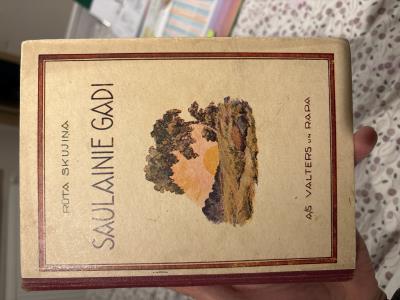 RŪTA SKUJIŅA
SAULAINIE GADI
A/S VALTERS UN RAPA